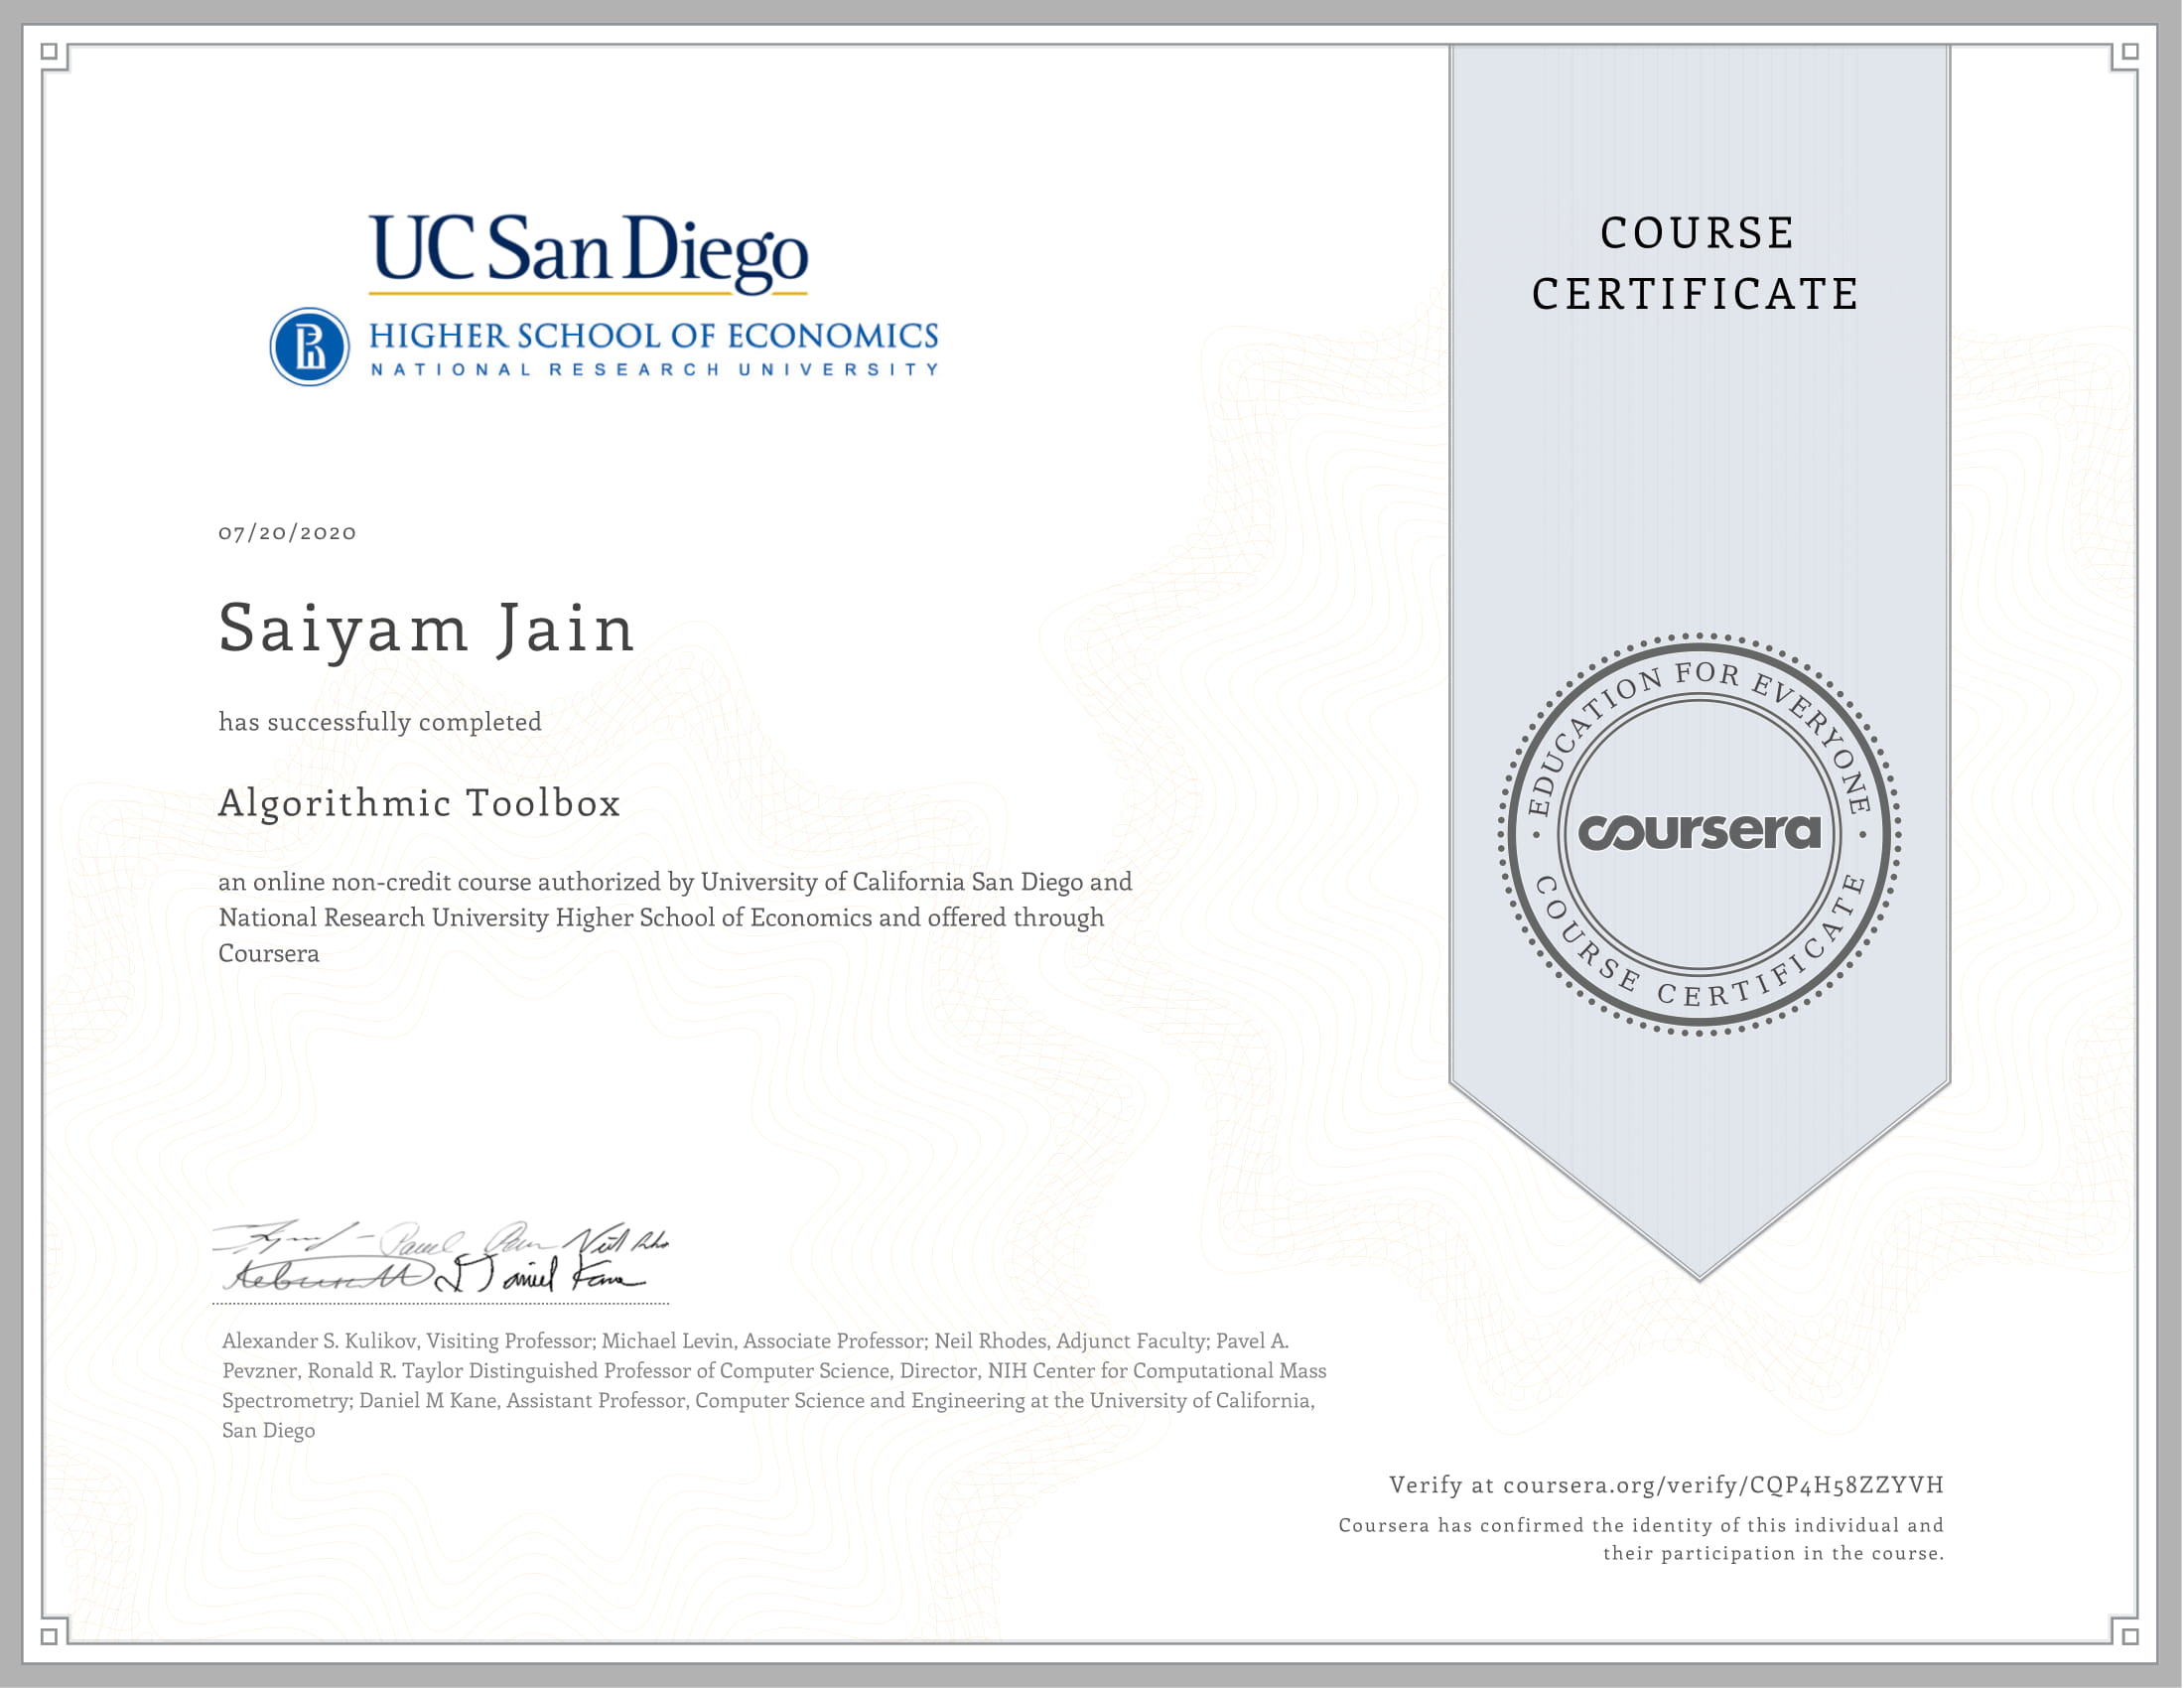 UC San Diego
HIGHER SCHOOL OF ECONOMICS
NATIONAL RESEARCH UNIVERSITY
COURSE
CERTIFICATE
07/20/2020
Saiyam Jain
has successfully completed
Algorithmic Toolbox
an online non-credit course authorized by University of California San Diego and
National Research University Higher School of Economics and offered through
Coursera
EDUCATION FOR EVERYONE
coursera
COURSE CERTIFICATE
Daniel Kane
Alexander S. Kulikov, Visiting Professor; Michael Levin, Associate Professor; Neil Rhodes, Adjunct Faculty; Pavel A.
Pevzner, Ronald R. Taylor Distinguished Professor of Computer Science, Director, NIH Center for Computational Mass
Spectrometry; Daniel M Kane, Assistant Professor, Computer Science and Engineering at the University of California,
San Diego
Verify at coursera.org/verify/CQP4H58ZZYVH
Coursera has confirmed the identity of this individual and
their participation in the course.